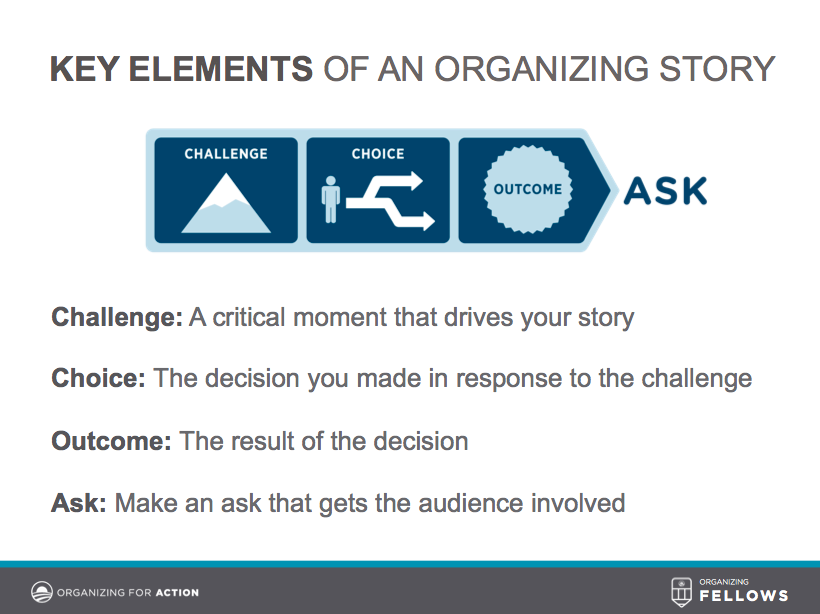 KEY ELEMENTS OF AN ORGANIZING STORY
CHALLENGE
CHOICE
OUTCOME
ASK
Challenge: A critical moment that drives your story
Choice: The decision you made in response to the challenge
Outcome: The result of the decision
Ask: Make an ask that gets the audience involved
ORGANIZING FOR ACTION
ORGANIZING
FELLOWS